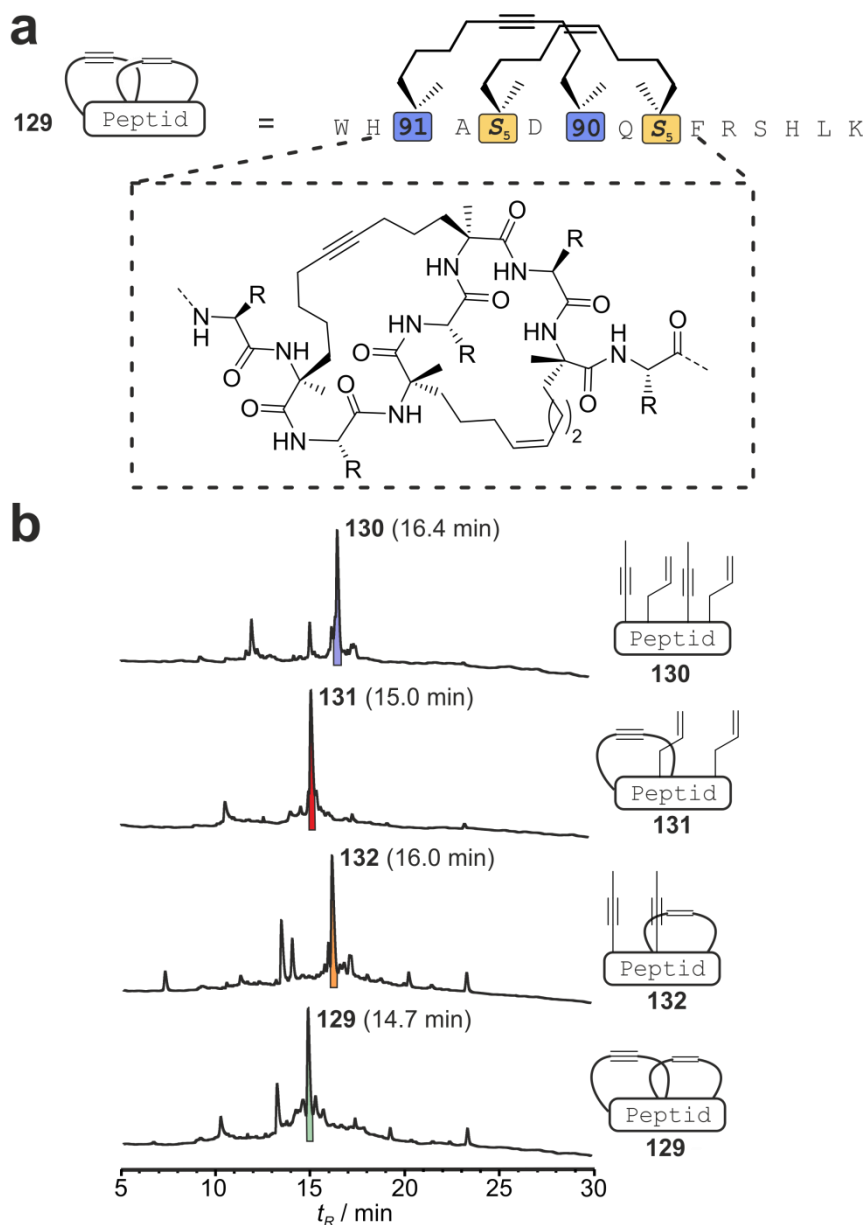 a
Peptid
129
=
W H 91 A S5 D 90 Q S5 F R S H L K
O
R
HN
HN
O
R
O
HN
O
O
N
H
R
NH
O
HN
O
R
HN
HN
O
O
R
O
O
NH
HN
R
2
b
130 (16.4 min)
Peptid
130
131 (15.0 min)
Peptid
131
132 (16.0 min)
Peptid
132
129 (14.7 min)
Peptid
129
5 10 15 20 25 30
tR / min